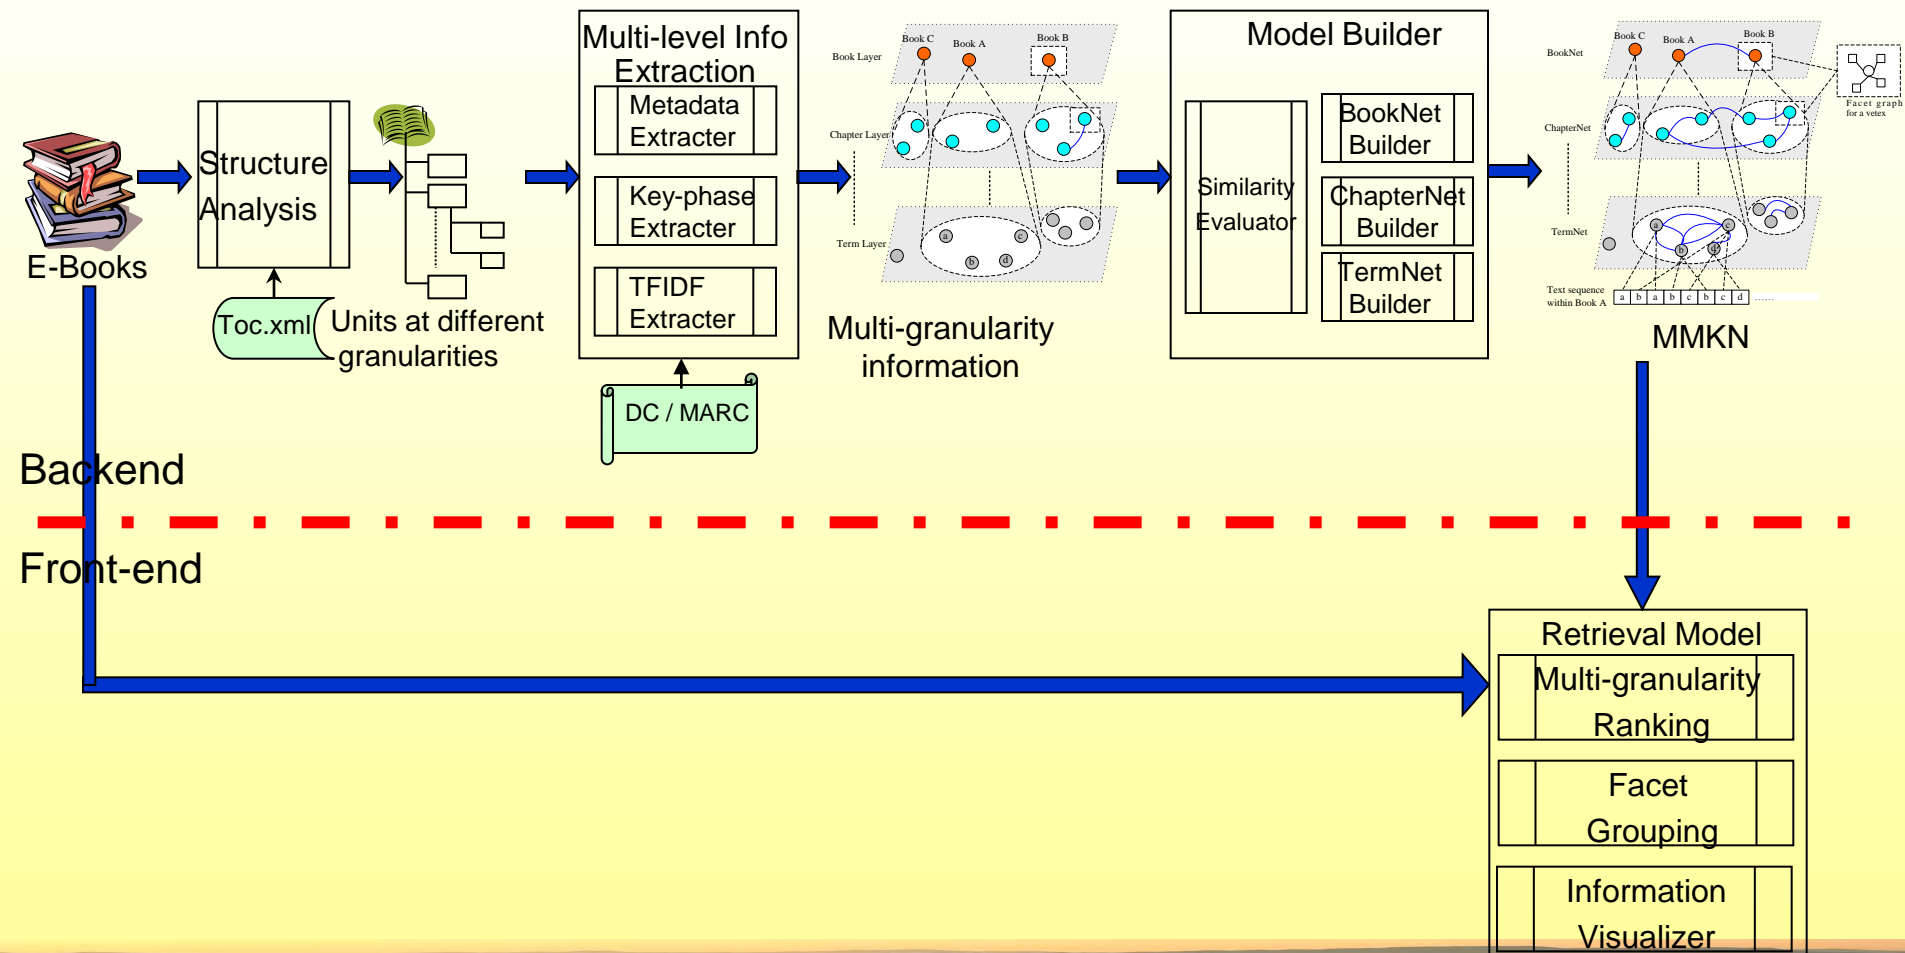 E-Books
Structure
Analysis
Toc.xml
Units at different
granularities
Multi-level Info
Extraction
Metadata
Extracter
Key-phase
Extracter
TFIDF
Extracter
DC / MARC
Book Layer
Book C
Book A
Book B
Chapter Layer
Term Layer
a
c
b
d
Multi-granularity
information
Model Builder
Similarity
Evaluator
BookNet
Builder
ChapterNet
Builder
TermNet
Builder
BookNet
Book C
Book A
Book B
Facet graph
for a vetex
ChapterNet
TermNet
a
c
b
d
Text sequence
within Book A
a b a b c b c d ......
MMKN
Backend
Front-end
Retrieval Model
Multi-granularity
Ranking
Facet
Grouping
Information
Visualizer